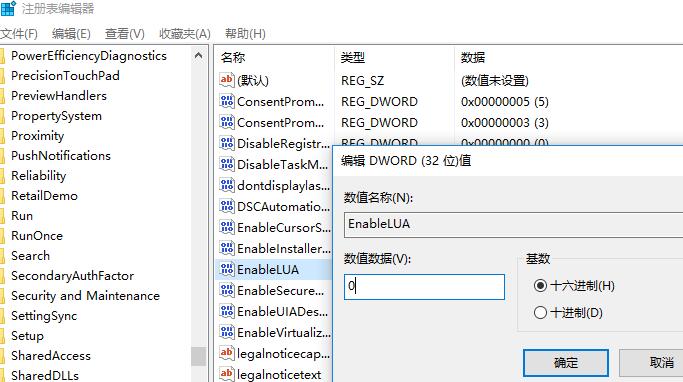 注册表编辑器
文件(F) 编辑(E) 查看(V) 收藏夹(A) 帮助(H)
PowerEfficiencyDiagnostics
PrecisionTouchPad
PreviewHandlers
PropertySystem
Proximity
PushNotifications
Reliability
RetailDemo
Run
RunOnce
Search
SecondaryAuthFactor
Security and Maintenance
SettingSync
Setup
SharedAccess
SharedDLLs
名称 类型 数据
(默认) REG_SZ (数值未设置)
ConsentProm... REG_DWORD 0x00000005 (5)
ConsentProm... REG_DWORD 0x00000003 (3)
DisableRegistr... REG_DWORD 0x00000000 (0)
DisableTaskM...
dontdisplaylas...
DSCAutomatio...
EnableCursorS...
EnableInstaller...
EnableLUA
EnableSecure...
EnableUIADes...
EnableVirtualiz...
legalnoticecap...
legalnoticetext
编辑 DWORD (32 位)值
数值名称(N):
EnableLUA
数值数据(V):
0
基数
十六进制(H)
十进制(D)
确定
取消